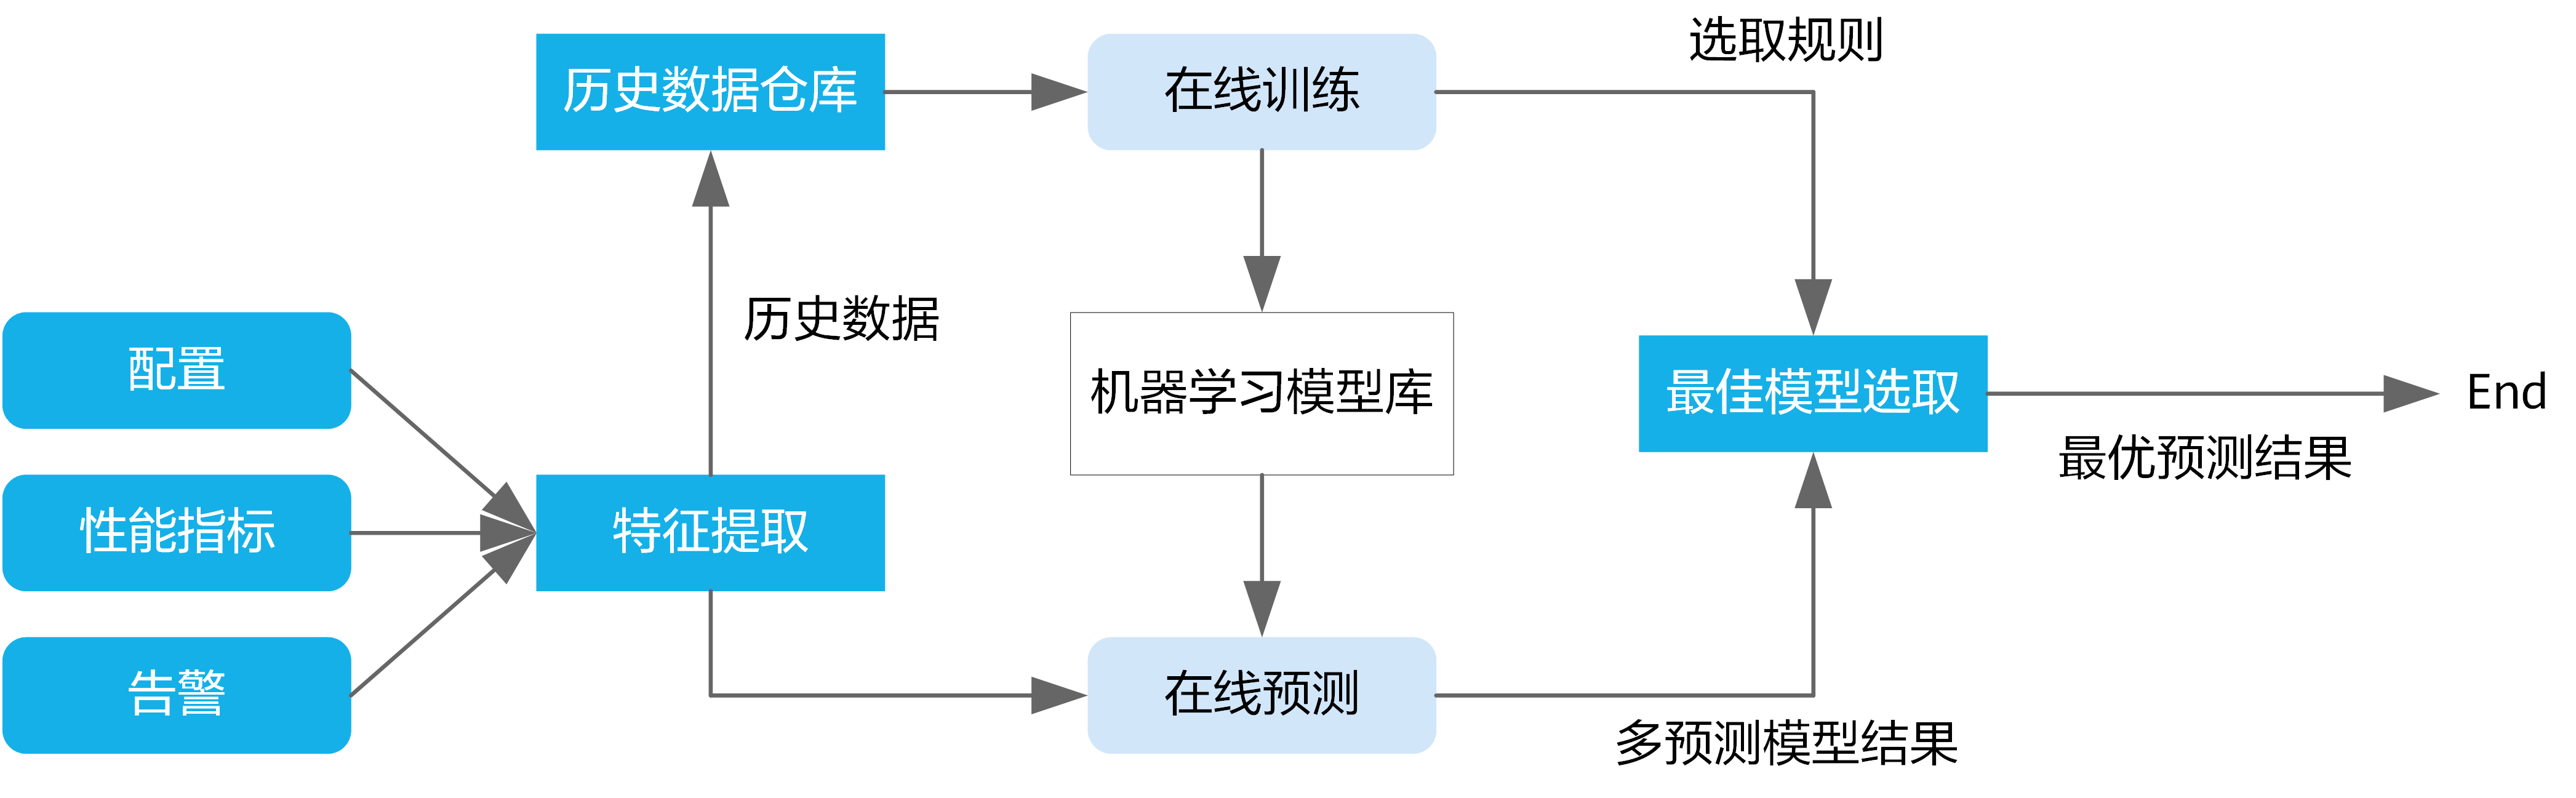 选取规则
历史数据仓库
在线训练
历史数据
配置
机器学习模型库
最佳模型选取
End
最优预测结果
性能指标
特征提取
告警
在线预测
多预测模型结果